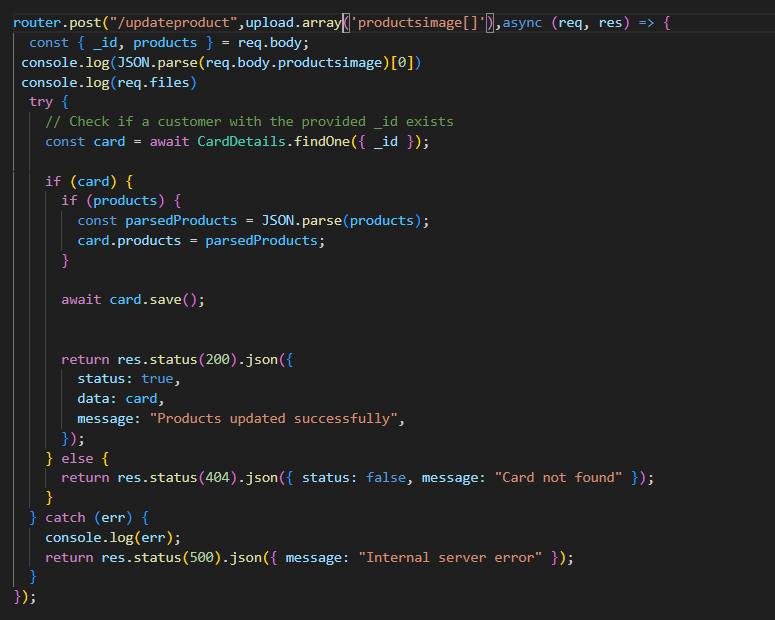 router.post("/updateproduct",upload.array('productsimage[]'),async (req, res) => {
const { _id, products } = req.body;
console.log(JSON.parse(req.body.productsimage)[0])
console.log(req.files)
try {
// Check if a customer with the provided _id exists
const card = await CardDetails.findOne({ _id });
if (card) {
if (products) {
const parsedProducts = JSON.parse(products);
card.products = parsedProducts;
}
await card.save();
return res.status(200).json({
status: true,
data: card,
message: "Products updated successfully",
});
} else {
return res.status(404).json({ status: false, message: "Card not found" });
}
} catch (err) {
console.log(err);
return res.status(500).json({ message: "Internal server error" });
}
});